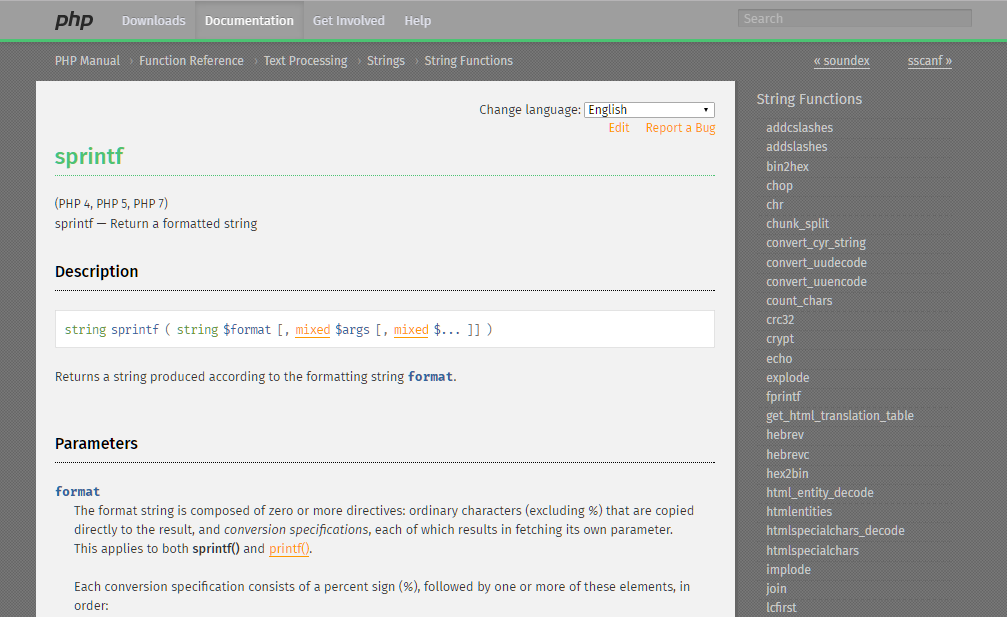 php Downloads Documentation Get Involved Help Search
PHP Manual › Function Reference › Text Processing › Strings › String Functions « soundex sscanf »
Change language: English
Edit Report a Bug
sprintf
(PHP 4, PHP 5, PHP 7)
sprintf — Return a formatted string
Description
string sprintf ( string $format [, mixed $args [, mixed $... ]] )
Returns a string produced according to the formatting string format.
Parameters
format
The format string is composed of zero or more directives: ordinary characters (excluding %) that are copied
directly to the result, and conversion specifications, each of which results in fetching its own parameter.
This applies to both sprintf() and printf().
Each conversion specification consists of a percent sign (%), followed by one or more of these elements, in
order:
String Functions
addcslashes
addslashes
bin2hex
chop
chr
chunk_split
convert_cyr_string
convert_uudecode
convert_uuencode
count_chars
crc32
crypt
echo
explode
fprintf
get_html_translation_table
hebrev
hebrevc
hex2bin
html_entity_decode
htmlentities
htmlspecialchars_decode
htmlspecialchars
implode
join
lcfirst